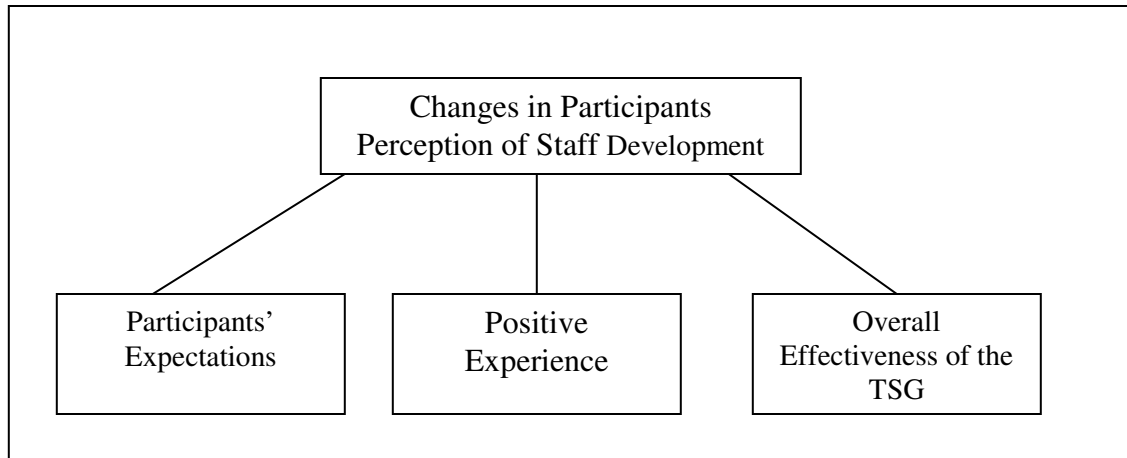 Changes in Participants
Perception of Staff Development
Participants’
Expectations
Positive
Experience
Overall
Effectiveness of the
TSG